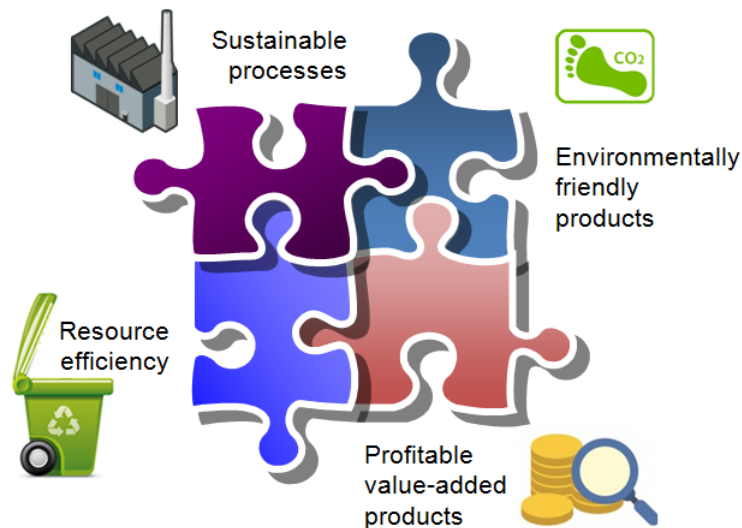 Sustainable
processes
CO₂
Environmentally
friendly
products
Resource
efficiency
Profitable
value-added
products